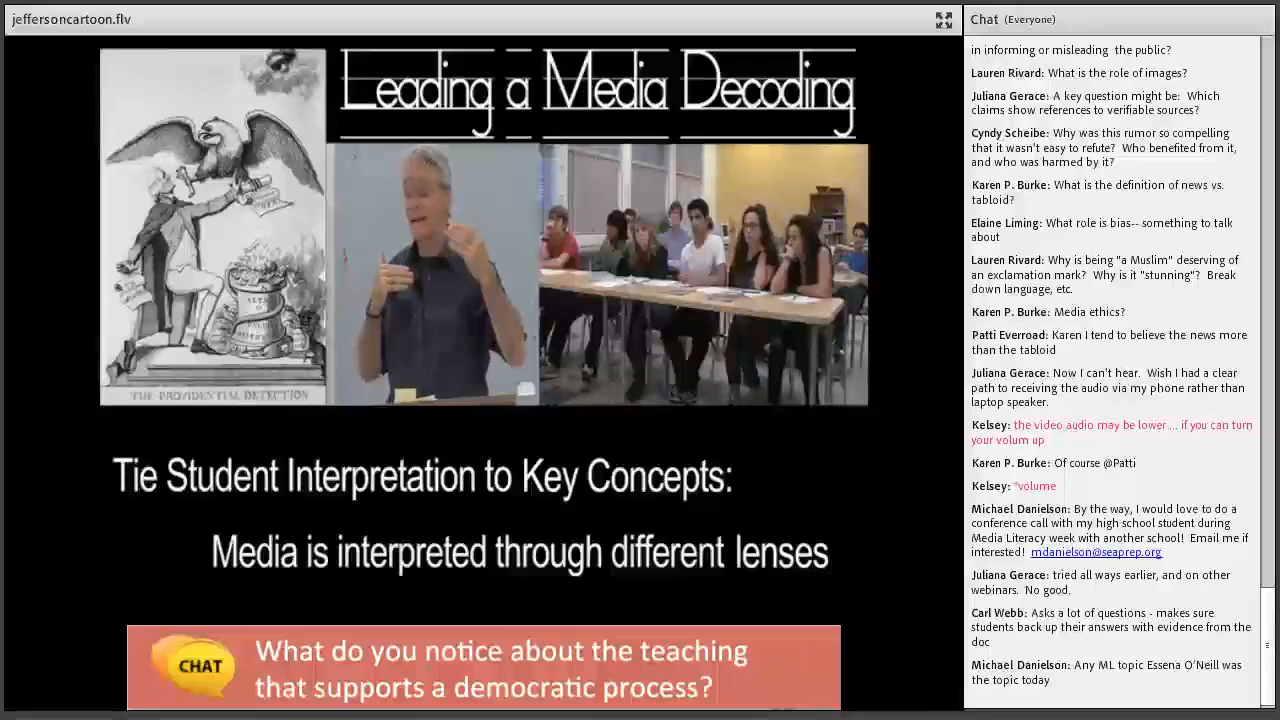 jeffersoncartoon.flv
Leading a Media Decoding
THE PROVIDENTIAL DETECTION
Tie Student Interpretation to Key Concepts:
Media is interpreted through different lenses
CHAT
What do you notice about the teaching
that supports a democratic process?
Chat (Everyone)
in informing or misleading the public?
Lauren Rivard: What is the role of images?
Juliana Gerace: A key question might be: Which
claims show references to verifiable sources?
Cyndy Scheibe: Why was this rumor so compelling
that it wasn't easy to refute? Who benefited from it,
and who was harmed by it?
Karen P. Burke: What is the definition of news vs.
tabloid?
Elaine Liming: What role is bias-- something to talk
about
Lauren Rivard: Why is being "a Muslim" deserving of
an exclamation mark? Why is it "stunning"? Break
down language, etc.
Karen P. Burke: Media ethics?
Patti Everroad: Karen I tend to believe the news more
than the tabloid
Juliana Gerace: Now I can't hear. Wish I had a clear
path to receiving the audio via my phone rather than
laptop speaker.
Kelsey: the video audio may be lower... if you can turn
your volum up
Karen P. Burke: Of course @Patti
Kelsey: *volume
Michael Danielson: By the way, I would love to do a
conference call with my high school student during
Media Literacy week with another school! Email me if
interested! mdanielson@seaprep.org
Juliana Gerace: tried all ways earlier, and on other
webinars. No good.
Carl Webb: Asks a lot of questions - makes sure
students back up their answers with evidence from the
doc
Michael Danielson: Any ML topic Essena O'Neill was
the topic today